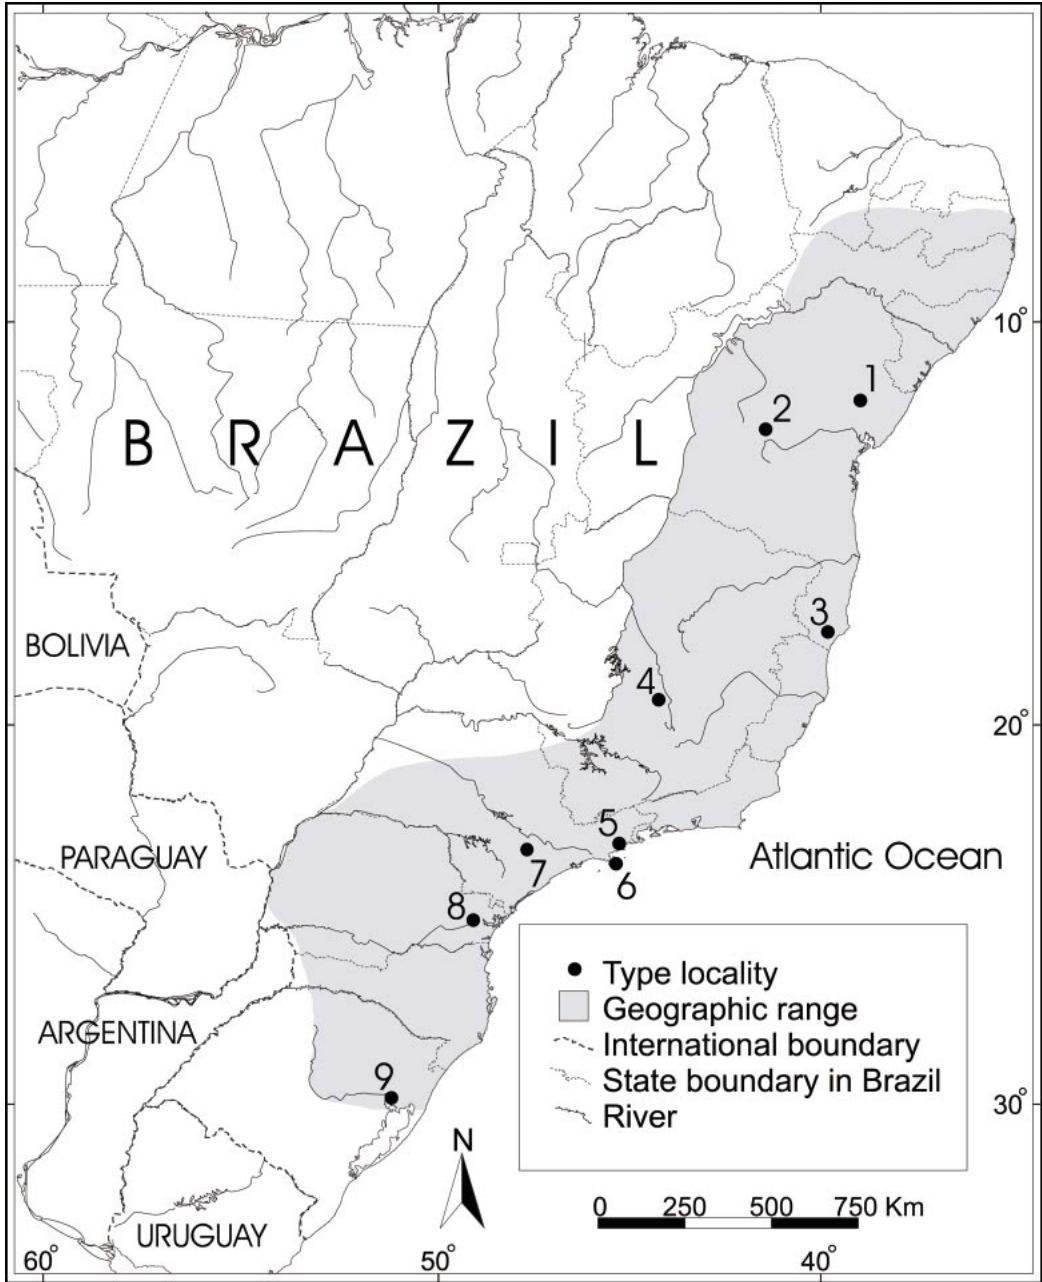 10°
1
2
B R A Z I L
3
BOLIVIA
4
20°
5
PARAGUAY
7
6
Atlantic Ocean
8
Type locality
Geographic range
ARGENTINA
International boundary
9
State boundary in Brazil
River
30°
N
0 250 500 750 Km
URUGUAY
60° 50° 40°